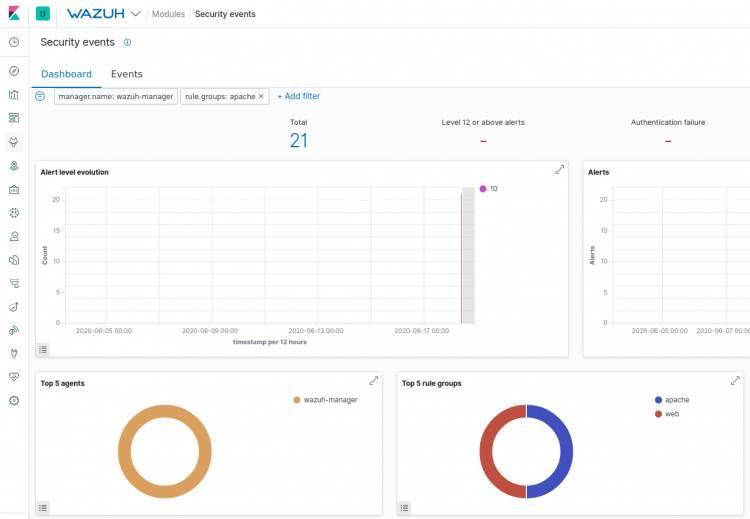 D WAZUH / Modules / Security events
Security events
Dashboard Events
manager.name: wazuh-manager rule.groups: apache × + Add filter
Total Level 12 or above alerts Authentication failure
21 - -
Alert level evolution
10
20
15
10
5
0
Count
2020-06-05 00:00 2020-06-09 00:00 2020-06-13 00:00 2020-06-17 00:00
timestamp per 12 hours
Alerts
20
15
10
5
0
Alerts
2020-06-05 00:00 2020-06-07 00:00
Top 5 agents
wazuh-manager
Top 5 rule groups
apache
web